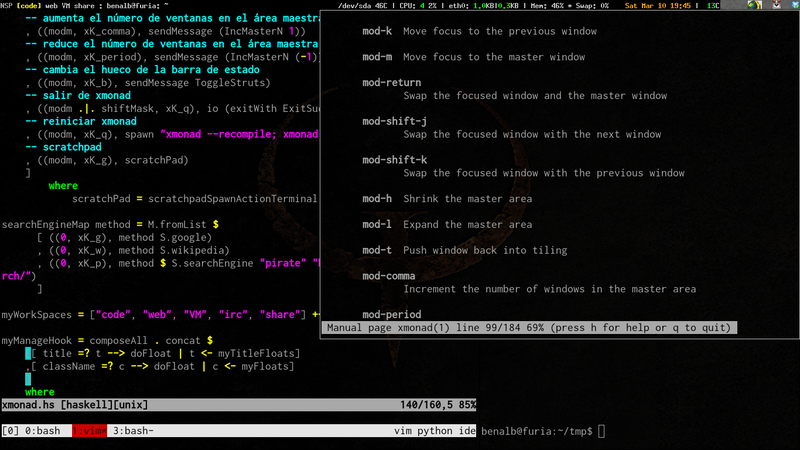 NSP [code] web VM share ¦ benalb@furia: ~
/dev/sda 46C | CPU: 4 2% | eth0: 1,0KB|0,3KB | Mem: 46% * Swap: 0%
Sat Mar 10 19:45 | 13C
-- aumenta el número de ventanas en el área maestra
, ((modm, xK_comma), sendMessage (IncMasterN 1))
-- reduce el número de ventanas en el área maestra
, ((modm, xK_period), sendMessage (IncMasterN (-1))
-- cambia el hueco de la barra de estado
, ((modm, xK_b), sendMessage ToggleStruts)
-- salir de xmonad
, ((modm .|. shiftMask, xK_q), io (exitWith ExitSuc
-- reiniciar xmonad
, ((modm, xK_q), spawn "xmonad --recompile; xmonad
-- scratchpad
, ((modm, xK_g), scratchPad)
]
where
scratchPad = scratchpadSpawnActionTerminal
searchEngineMap method = M.fromList $
[ ((0, xK_g), method S.google)
, ((0, xK_w), method S.wikipedia)
, ((0, xK_p), method $ S.searchEngine "pirate" "
rch/")
]
myWorkSpaces = ["code", "web", "VM", "irc", "share"] ++
myManageHook = composeAll . concat $
[[ title =? t --> doFloat | t <- myTitleFloats]
,[ className =? c --> doFloat | c <- myFloats]
]
where
xmonad.hs [haskell][unix] 140/160,5 85%
[0] 0:bash 1:vim* 3:bash- vim python ide
mod-k Move focus to the previous window
mod-m Move focus to the master window
mod-return
Swap the focused window and the master window
mod-shift-j
Swap the focused window with the next window
mod-shift-k
Swap the focused window with the previous window
mod-h Shrink the master area
mod-l Expand the master area
mod-t Push window back into tiling
mod-comma
Increment the number of windows in the master area
mod-period
Manual page xmonad(1) line 99/184 69% (press h for help or q to quit)
benalb@furia:~/tmp$